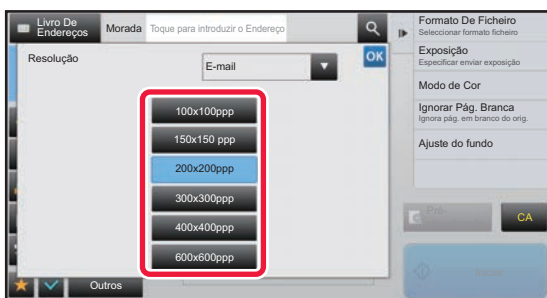 Livro De
Endereços
Morada
Toque para introduzir o Endereço
Resolução
E-mail
OK
100x100ppp
150x150 ppp
200x200ppp
300x300ppp
400x400ppp
600x600ppp
Outros
Formato De Ficheiro
Seleccionar formato ficheiro
Exposição
Especificar enviar exposição
Modo de Cor
Ignorar Pág. Branca
Ignora pág. em branco do orig.
Ajuste do fundo
Pré-
CA
Iniciar